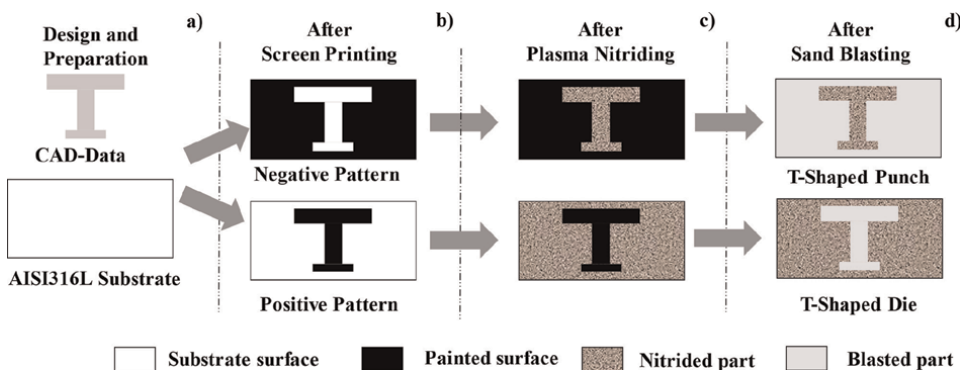 Design and
Preparation
CAD-Data
AISI316L Substrate
a)
After
Screen Printing
Negative Pattern
Positive Pattern
b)
After
Plasma Nitriding
c)
After
Sand Blasting
T-Shaped Punch
T-Shaped Die
d)
Substrate surface
Painted surface
Nitrided part
Blasted part